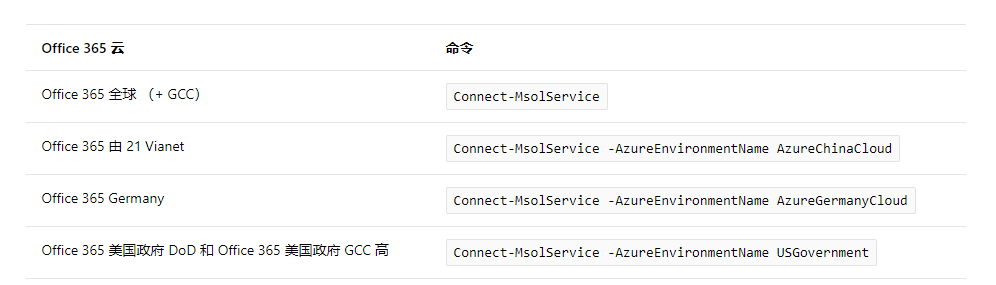 Office 365 云 命令
Office 365 全球 （+ GCC） Connect-MsolService
Office 365 由 21 Vianet Connect-MsolService -AzureEnvironmentName AzureChinaCloud
Office 365 Germany Connect-MsolService -AzureEnvironmentName AzureGermanyCloud
Office 365 美国政府 DoD 和 Office 365 美国政府 GCC 高 Connect-MsolService -AzureEnvironmentName USGovernment